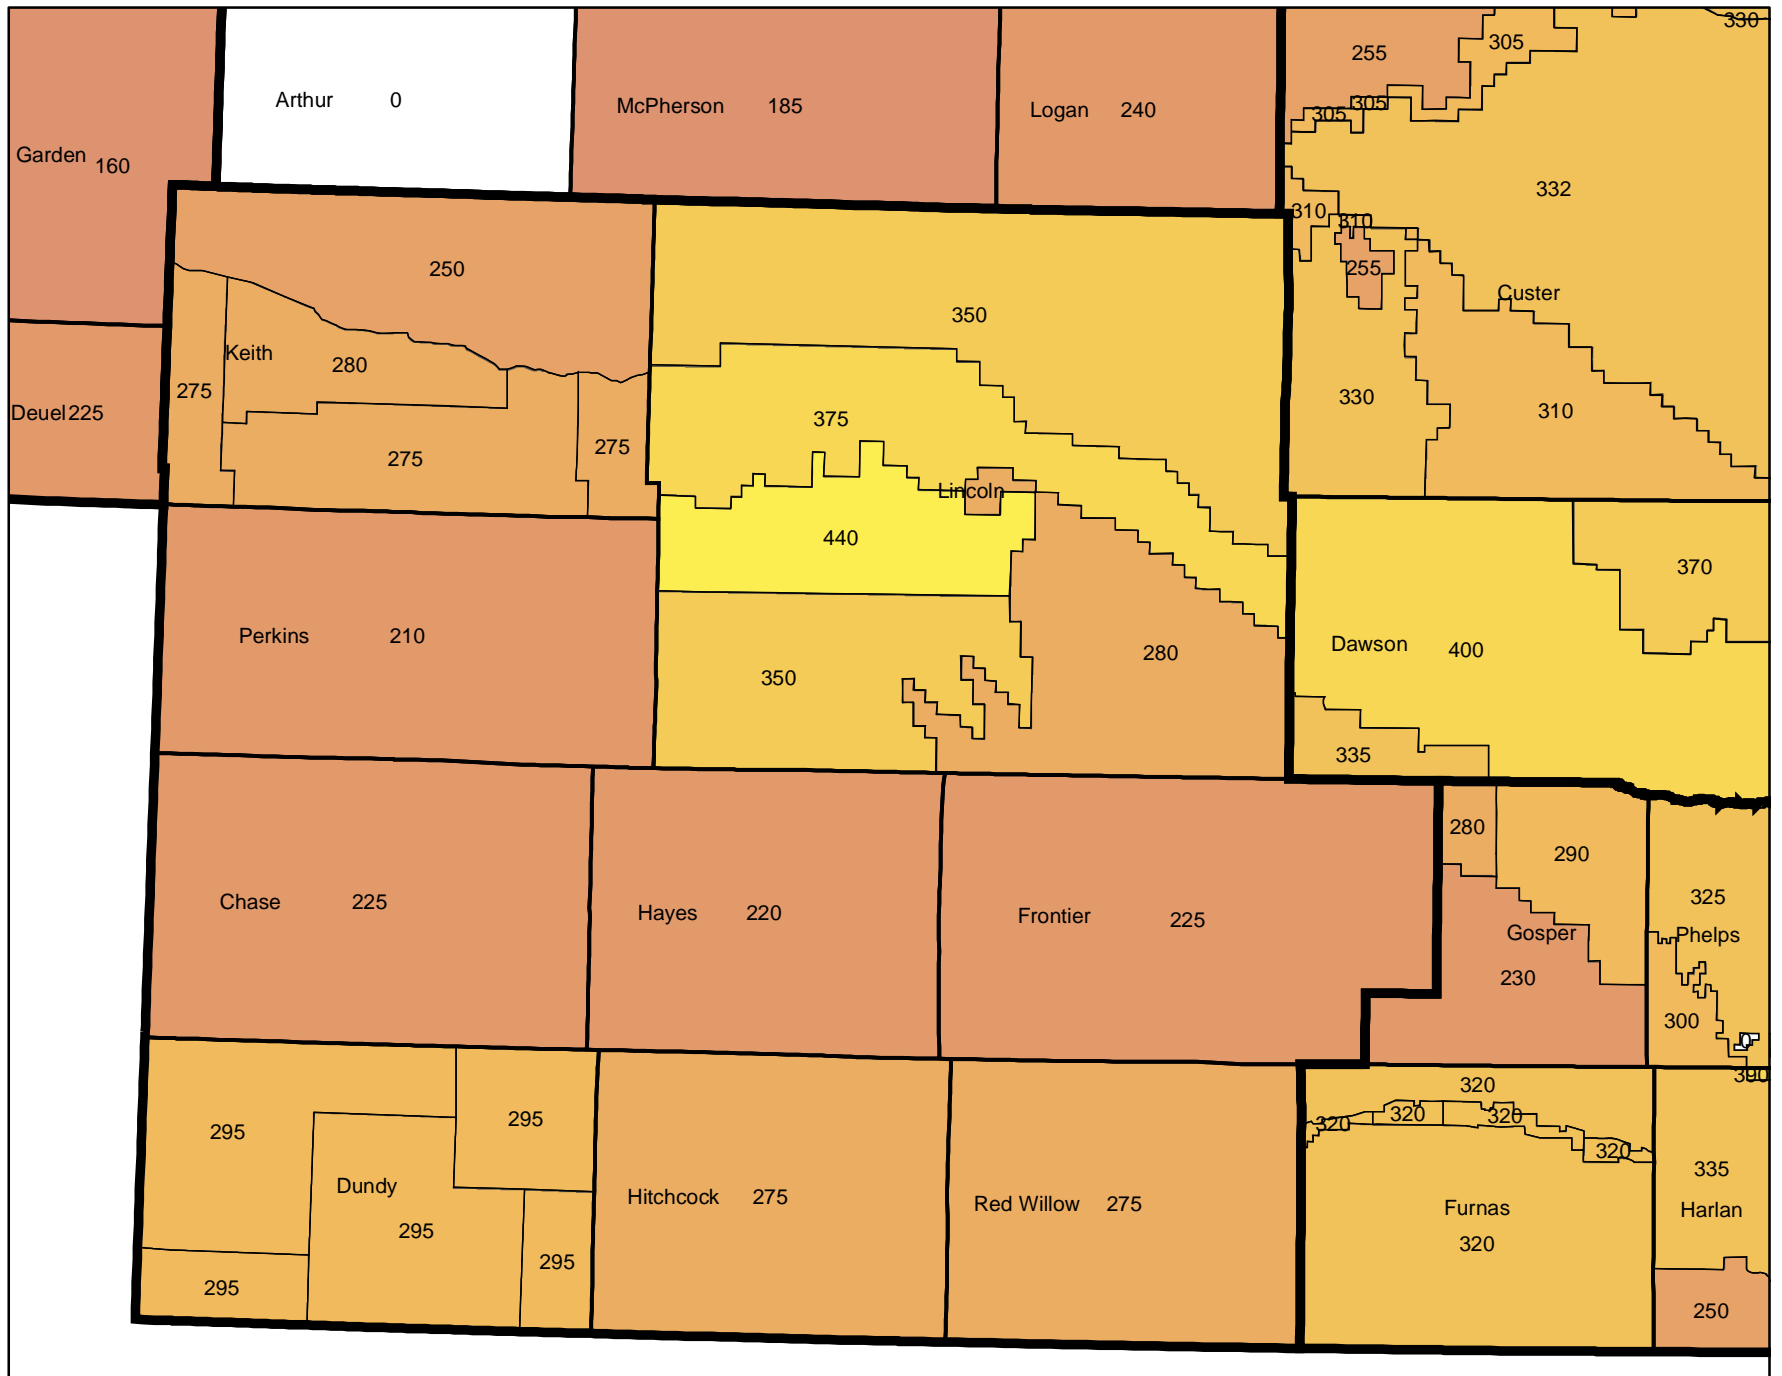 330
305
255
Arthur 0
McPherson 185
Logan 240
305
305
Garden 160
332
310
310
250
255
Custer
350
Keith
280
275
330
310
Deuel 225
375
275
275
Lincoln
440
370
Perkins 210
Dawson 400
280
350
335
280
290
325
Chase 225
Hayes 220
Frontier 225
Gosper
Phelps
230
300
0
390
320
320
320
320
295
295
320
335
Dundy
Hitchcock 275
Red Willow 275
Furnas
Harlan
295
320
295
295
250